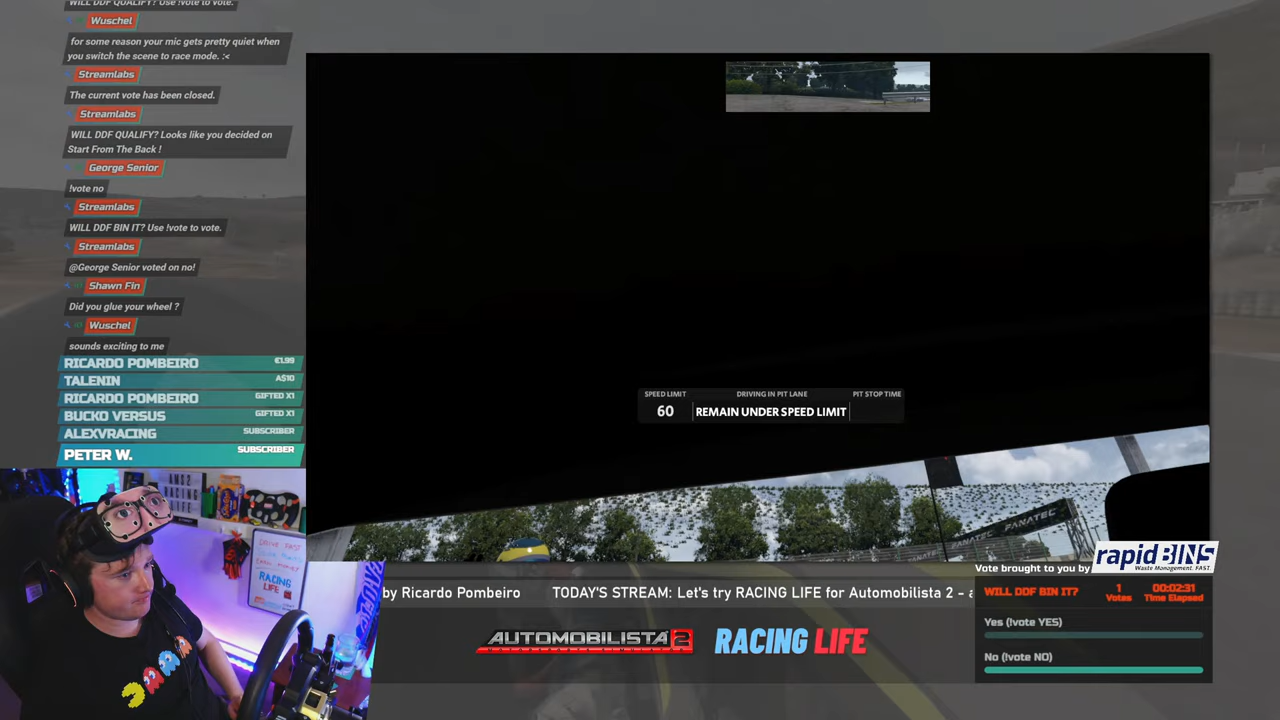 WILL DDF QUALIFY? Use !vote to vote.
Wuschel
for some reason your mic gets pretty quiet when
you switch the scene to race mode. :<
Streamlabs
The current vote has been closed.
Streamlabs
WILL DDF QUALIFY? Looks like you decided on
Start From The Back !
George Senior
!vote no
Streamlabs
WILL DDF BIN IT? Use !vote to vote.
Streamlabs
@George Senior voted on no!
Shawn Fin
Did you glue your wheel ?
Wuschel
sounds exciting to me
RICARDO POMBEIRO €1.99
TALENIN A$10
RICARDO POMBEIRO GIFTED X1
BUCKO VERSUS GIFTED X1
ALEXVRACING SUBSCRIBER
PETER W. SUBSCRIBER
SPEED LIMIT DRIVING IN PIT LANE PIT STOP TIME
60 REMAIN UNDER SPEED LIMIT
FANATEC
AMS2
RACING
LIFE
DRIVE FAST
RACING
LIFE
by Ricardo Pombeiro TODAY'S STREAM: Let's try RACING LIFE for Automobilista 2 - a
AUTOMOBILISTA 2 RACING LIFE
Vote brought to you by
rapidBINS
Waste Management. FAST.
WILL DDF BIN IT? 1 Votes 00:02:31 Time Elapsed
Yes (!vote YES)
No (!vote NO)